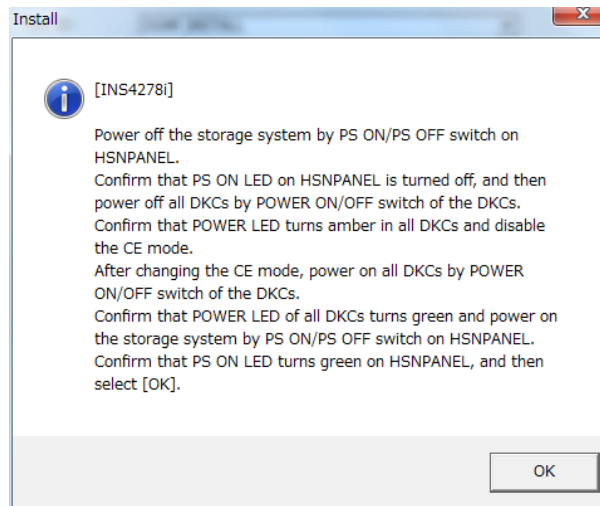 Install
[INS4278i]
Power off the storage system by PS ON/PS OFF switch on
HSNPANEL.
Confirm that PS ON LED on HSNPANEL is turned off, and then
power off all DKCs by POWER ON/OFF switch of the DKCs.
Confirm that POWER LED turns amber in all DKCs and disable
the CE mode.
After changing the CE mode, power on all DKCs by POWER
ON/OFF switch of the DKCs.
Confirm that POWER LED of all DKCs turns green and power on
the storage system by PS ON/PS OFF switch on HSNPANEL.
Confirm that PS ON LED turns green on HSNPANEL, and then
select [OK].
OK